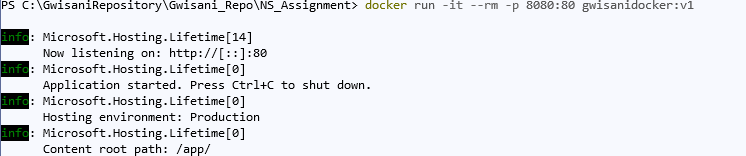 PS C:\GwisaniRepository\Gwisani_Repo\NS_Assignment> docker run -it --rm -p 8080:80 gwisanidocker:v1
info: Microsoft.Hosting.Lifetime[14]
Now listening on: http://[::]:80
info: Microsoft.Hosting.Lifetime[0]
Application started. Press Ctrl+C to shut down.
info: Microsoft.Hosting.Lifetime[0]
Hosting environment: Production
info: Microsoft.Hosting.Lifetime[0]
Content root path: /app/